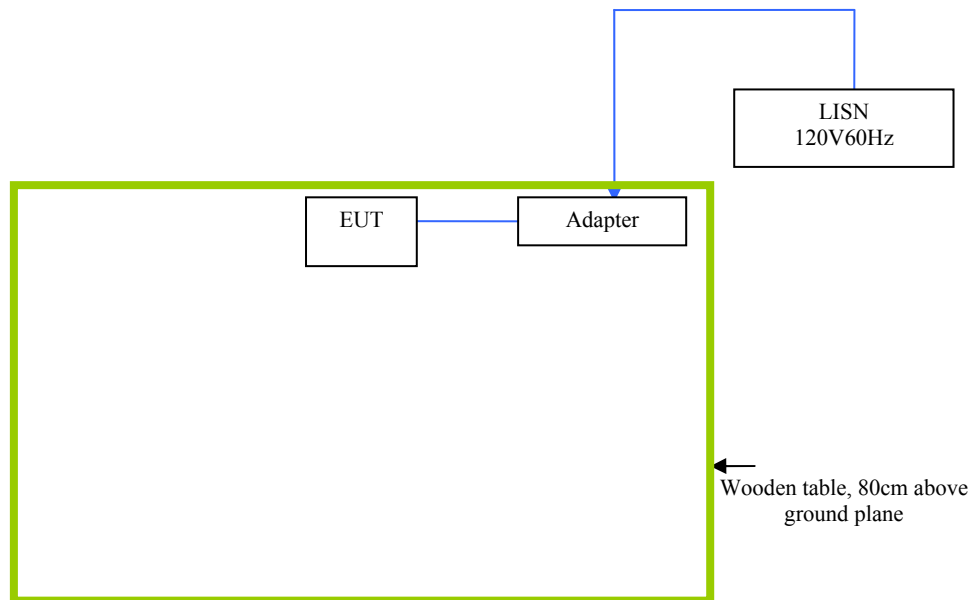 LISN
120V60Hz
EUT
Adapter
Wooden table, 80cm above
ground plane